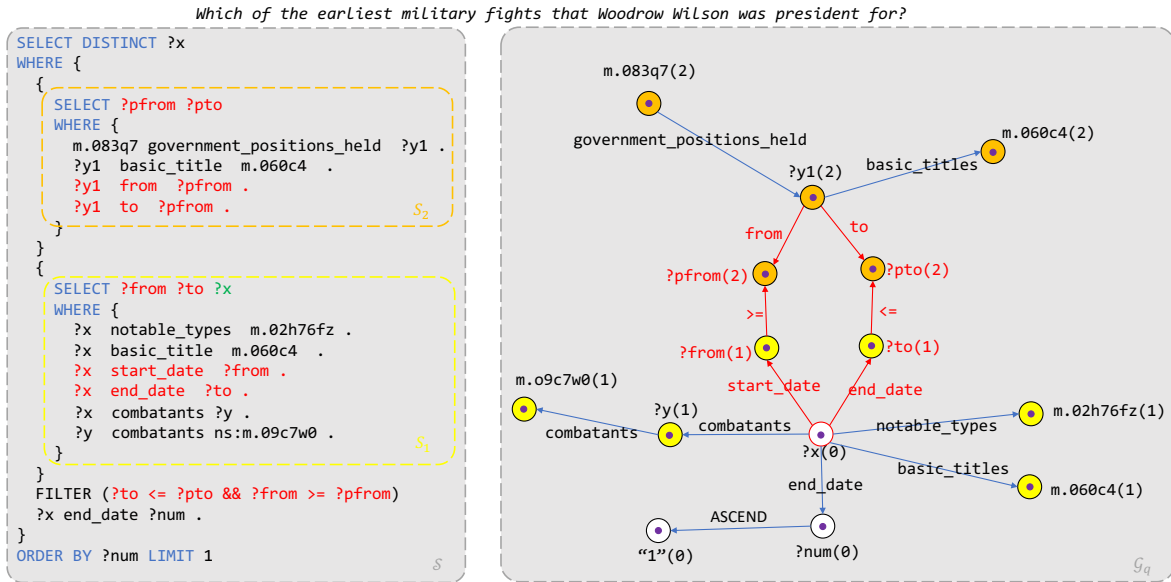 Which of the earliest military fights that Woodrow Wilson was president for?
SELECT DISTINCT ?x
WHERE {
{
SELECT ?pfrom ?pto
WHERE {
m.083q7 government_positions_held ?y1 .
?y1 basic_title m.060c4 .
?y1 from ?pfrom .
?y1 to ?pfrom .
S2
}
}
{
SELECT ?from ?to ?x
WHERE {
?x notable_types m.02h76fz .
?x basic_title m.060c4 .
?x start_date ?from .
?x end_date ?to .
?x combatants ?y .
?y combatants ns:m.09c7w0 .
S1
}
}
FILTER (?to <= ?pto && ?from >= ?pfrom)
?x end_date ?num .
}
ORDER BY ?num LIMIT 1
S
m.083q7(2)
government_positions_held
m.060c4(2)
basic_titles
?y1(2)
from
to
?pfrom(2)
?pto(2)
>=
<=
?from(1)
?to(1)
start_date
end_date
m.o9c7w0(1)
combatants
?y(1)
combatants
?x(0)
notable_types
m.02h76fz(1)
basic_titles
m.060c4(1)
end_date
ASCEND
“1”(0)
?num(0)
Gq